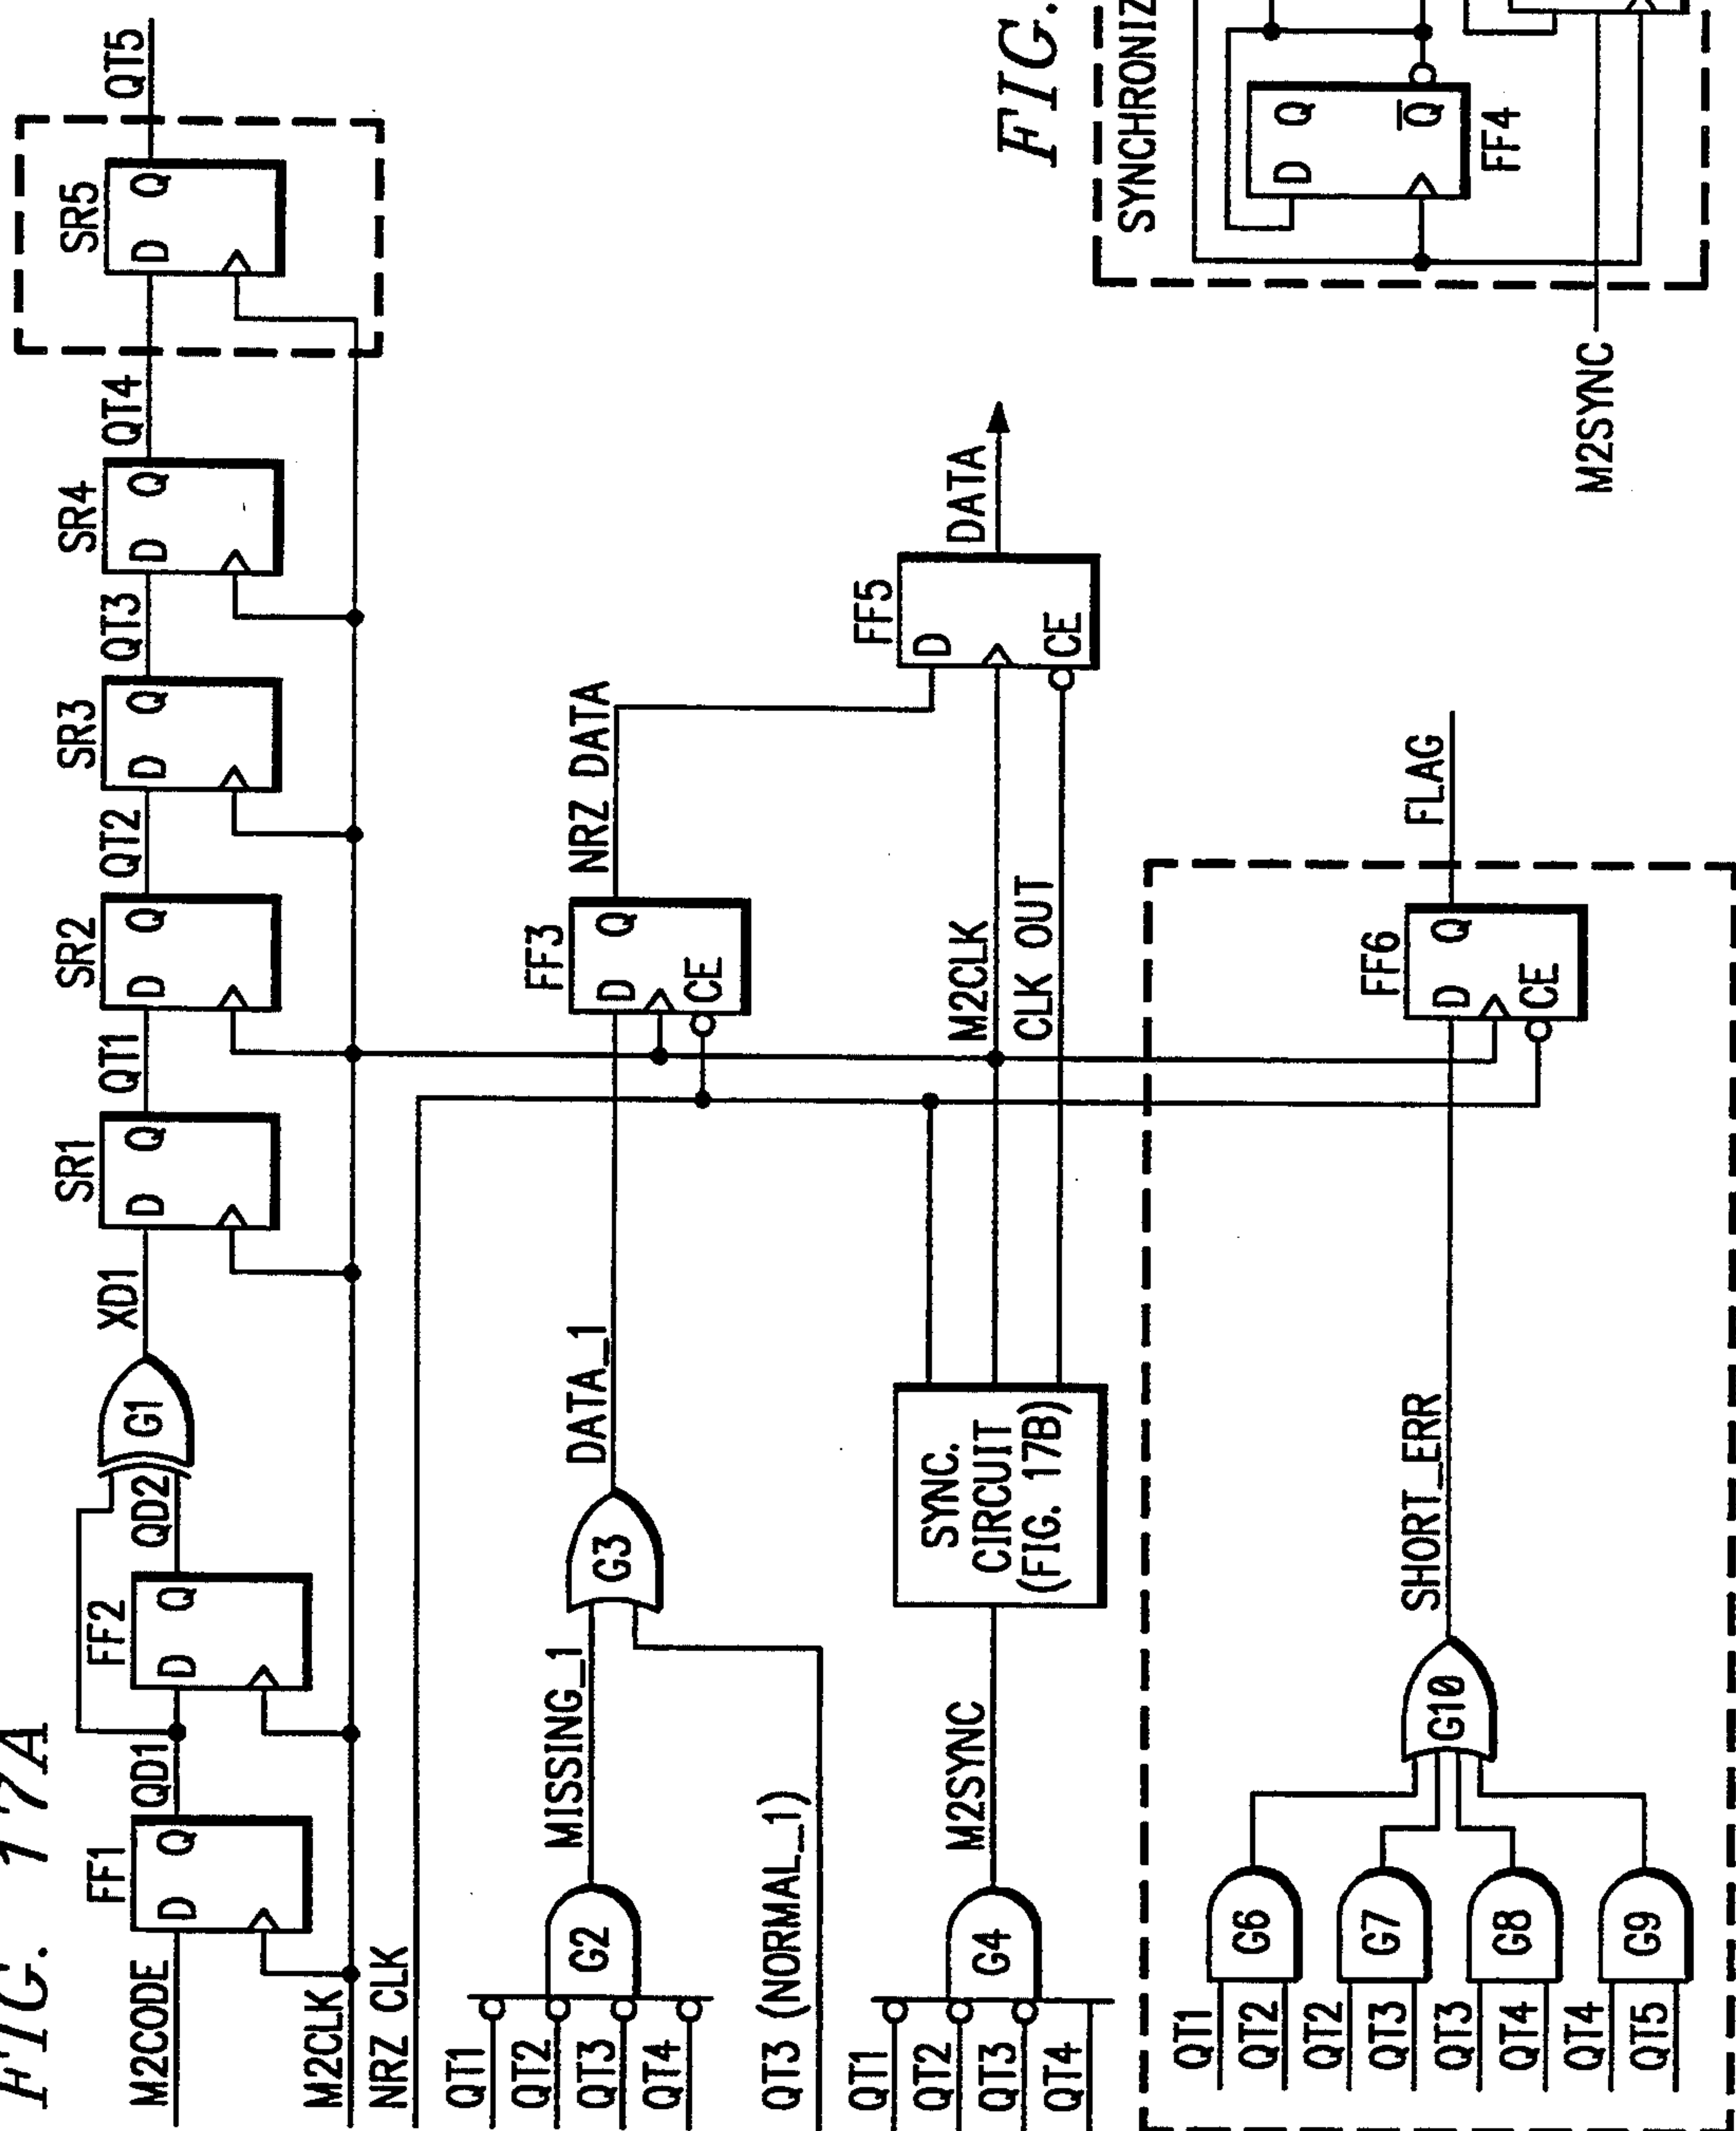 FIG. 17A
M2CODE
D Q
FF1
QD1
D Q
FF2
QD2
G1
XD1
SR1
D Q
QT1
SR2
D Q
QT2
SR3
D Q
QT3
SR4
D Q
QT4
SR5
D Q
QT5
M2CLK
NRZ CLK
QT1
QT2
QT3
QT4
G2
MISSING_1
G3
DATA_1
FF3
D Q
CE
NRZ DATA
QT3 (NORMAL_1)
QT1
QT2
QT3
QT4
G4
M2SYNC
SYNC.
CIRCUIT
(FIG. 17B)
M2CLK
CLK OUT
FF5
D
CE
DATA
QT1
QT2
G6
QT2
QT3
G7
QT3
QT4
G8
QT4
QT5
G9
G10
SHORT_ERR
FF6
D Q
CE
FLAG
FIG.
D Q
Q̅
FF4
M2SYNC